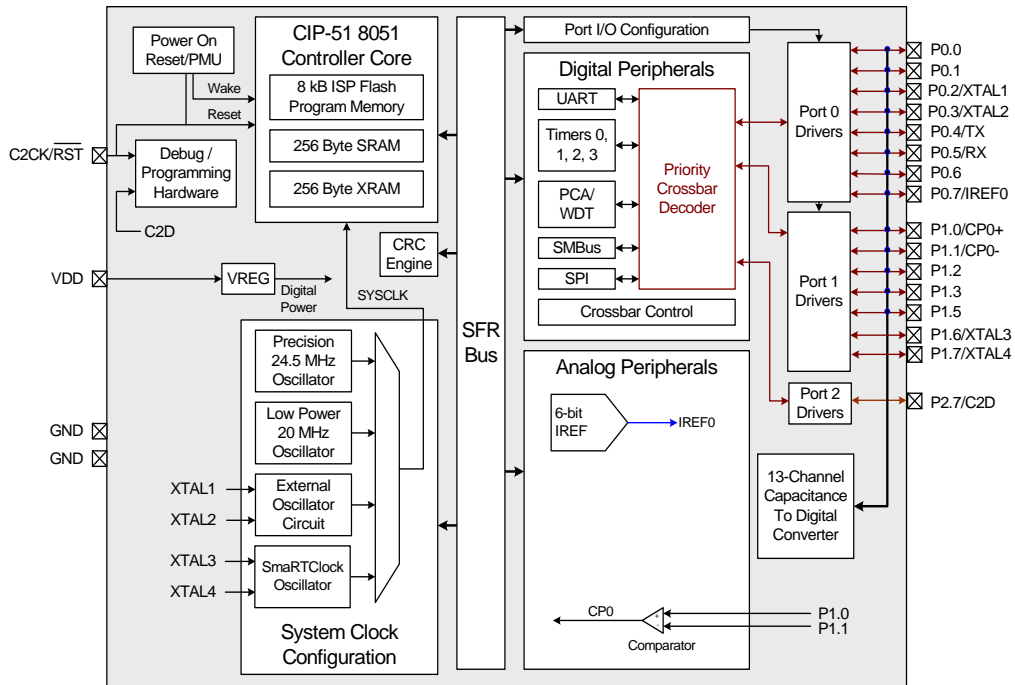 Power On
Reset/PMU
Wake
Reset
C2CK/RST
Debug /
Programming
Hardware
C2D
VDD
VREG
Digital
Power
GND
GND
CIP-51 8051
Controller Core
8 kB ISP Flash
Program Memory
256 Byte SRAM
256 Byte XRAM
CRC
Engine
SYSCLK
Precision
24.5 MHz
Oscillator
Low Power
20 MHz
Oscillator
XTAL1
XTAL2
External
Oscillator
Circuit
XTAL3
XTAL4
SmaRTClock
Oscillator
System Clock
Configuration
SFR
Bus
Port I/O Configuration
Digital Peripherals
UART
Timers 0,
1, 2, 3
PCA/
WDT
SMBus
SPI
Priority
Crossbar
Decoder
Crossbar Control
Analog Peripherals
6-bit
IREF
IREF0
CP0
+
-
Comparator
P1.0
P1.1
Port 0
Drivers
Port 1
Drivers
Port 2
Drivers
13-Channel
Capacitance
To Digital
Converter
P0.0
P0.1
P0.2/XTAL1
P0.3/XTAL2
P0.4/TX
P0.5/RX
P0.6
P0.7/IREF0
P1.0/CP0+
P1.1/CP0-
P1.2
P1.3
P1.5
P1.6/XTAL3
P1.7/XTAL4
P2.7/C2D